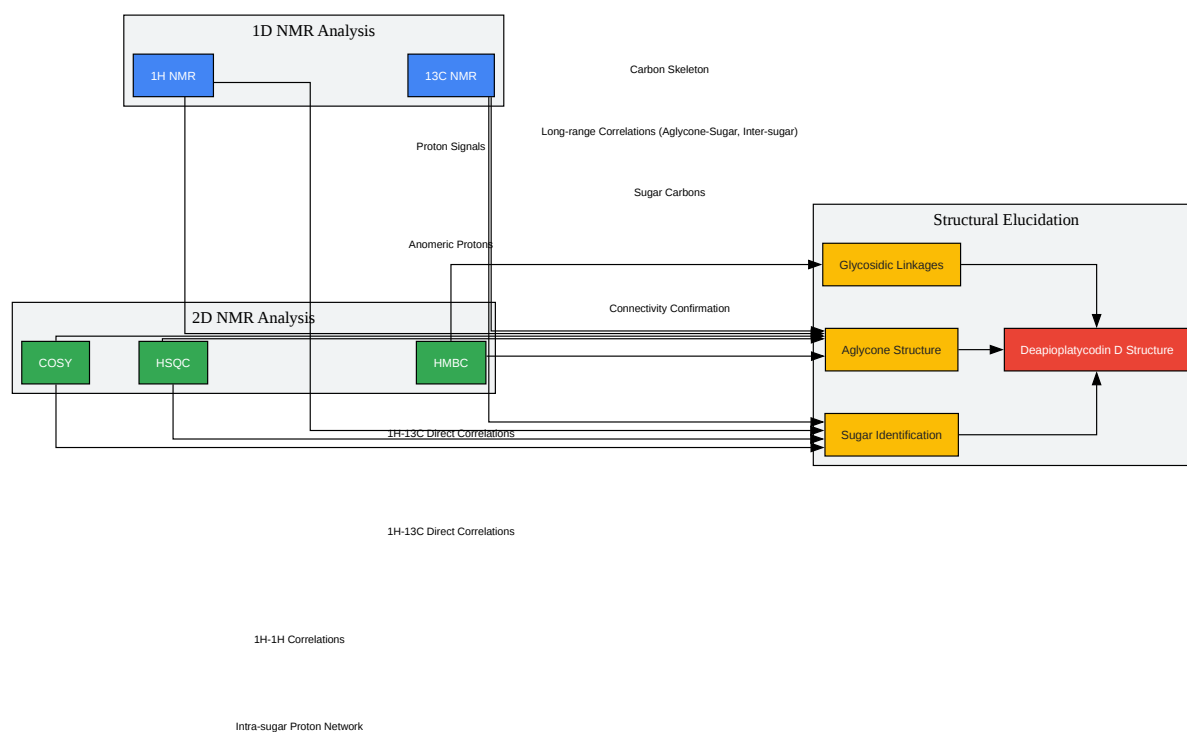 1D NMR Analysis
1H NMR
13C NMR
Carbon Skeleton
Long-range Correlations (Aglycone-Sugar, Inter-sugar)
Proton Signals
Sugar Carbons
Structural Elucidation
Anomeric Protons
Glycosidic Linkages
Connectivity Confirmation
2D NMR Analysis
COSY
HSQC
HMBC
Aglycone Structure
Deapioplatycodin D Structure
1H-13C Direct Correlations
Sugar Identification
1H-13C Direct Correlations
1H-1H Correlations
Intra-sugar Proton Network